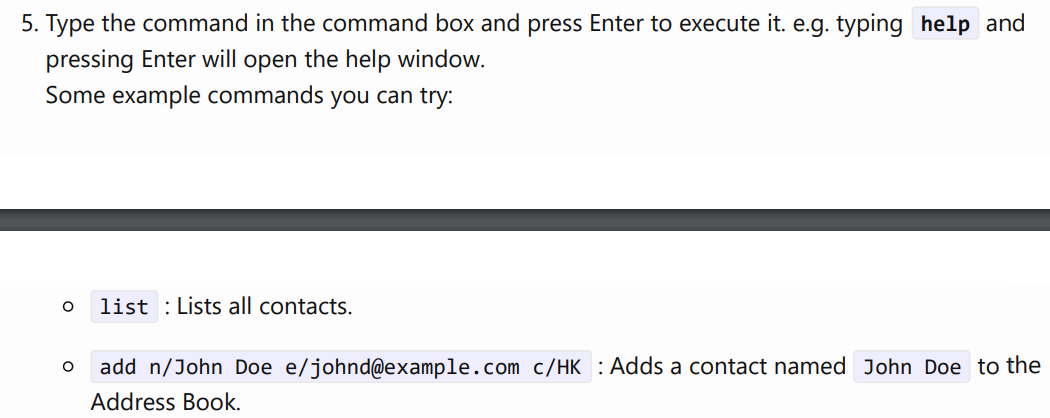 5. Type the command in the command box and press Enter to execute it. e.g. typing help and
pressing Enter will open the help window.
Some example commands you can try:
○ list : Lists all contacts.
○ add n/John Doe e/johnd@example.com c/HK : Adds a contact named John Doe to the
Address Book.